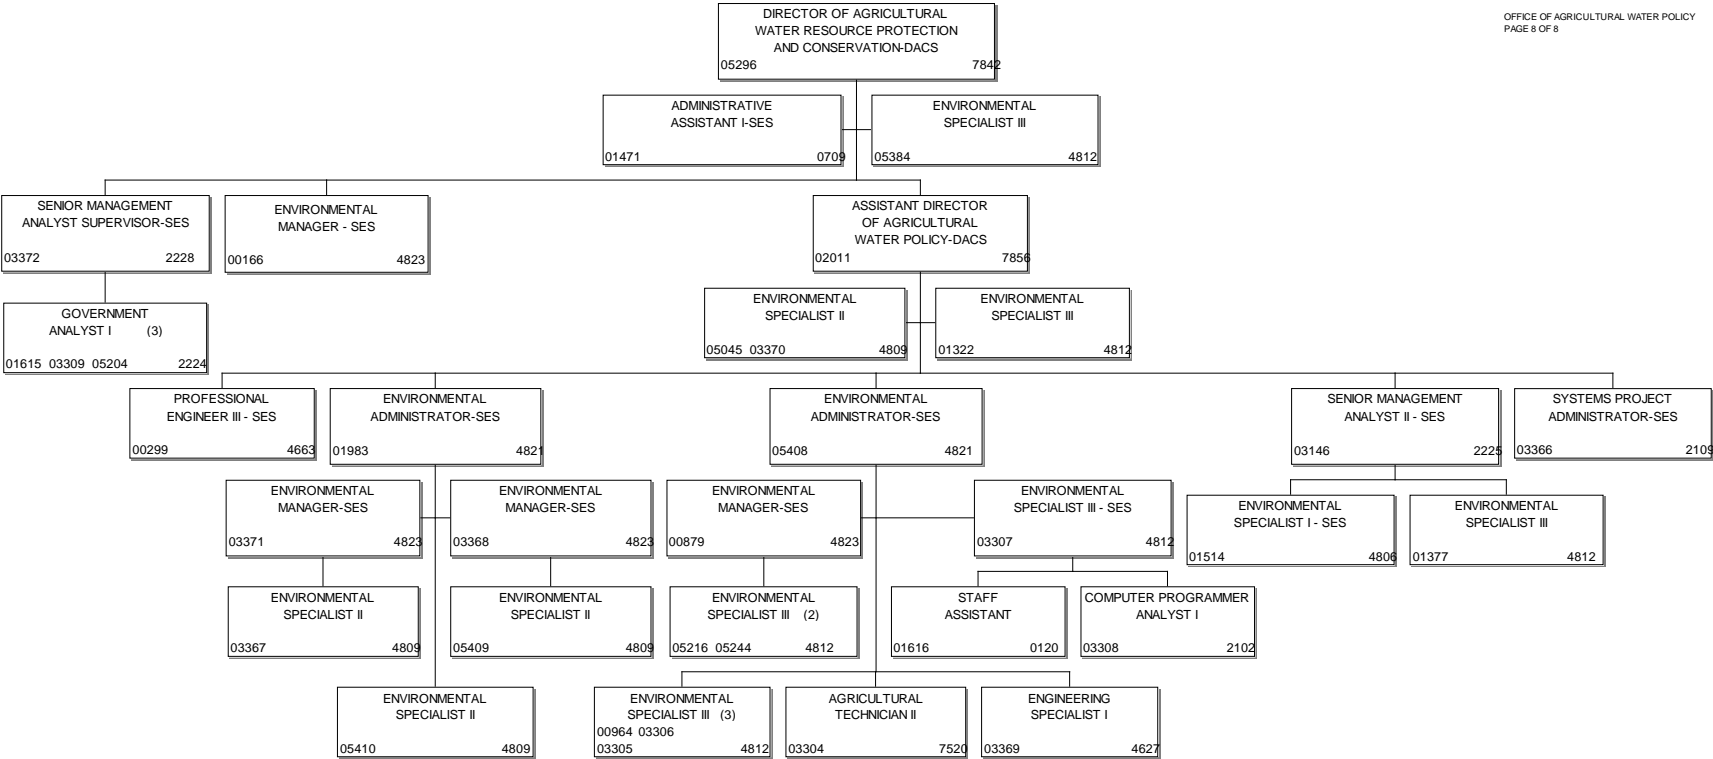 OFFICE OF AGRICULTURAL WATER POLICY
PAGE 8 OF 8
DIRECTOR OF AGRICULTURAL
WATER RESOURCE PROTECTION
AND CONSERVATION-DACS
05296 7842
ADMINISTRATIVE
ASSISTANT I-SES
01471 0709
ENVIRONMENTAL
SPECIALIST III
05384 4812
SENIOR MANAGEMENT
ANALYST SUPERVISOR-SES
03372 2228
ENVIRONMENTAL
MANAGER - SES
00166 4823
ASSISTANT DIRECTOR
OF AGRICULTURAL
WATER POLICY-DACS
02011 7856
GOVERNMENT
ANALYST I (3)
01615 03309 05204 2224
ENVIRONMENTAL
SPECIALIST II
05045 03370 4809
ENVIRONMENTAL
SPECIALIST III
01322 4812
PROFESSIONAL
ENGINEER III - SES
00299 4663
ENVIRONMENTAL
ADMINISTRATOR-SES
01983 4821
ENVIRONMENTAL
ADMINISTRATOR-SES
05408 4821
SENIOR MANAGEMENT
ANALYST II - SES
03146 2225
SYSTEMS PROJECT
ADMINISTRATOR-SES
03366 2109
ENVIRONMENTAL
MANAGER-SES
03371 4823
ENVIRONMENTAL
MANAGER-SES
03368 4823
ENVIRONMENTAL
MANAGER-SES
00879 4823
ENVIRONMENTAL
SPECIALIST III - SES
03307 4812
ENVIRONMENTAL
SPECIALIST I - SES
01514 4806
ENVIRONMENTAL
SPECIALIST III
01377 4812
ENVIRONMENTAL
SPECIALIST II
03367 4809
ENVIRONMENTAL
SPECIALIST II
05409 4809
ENVIRONMENTAL
SPECIALIST III (2)
05216 05244 4812
STAFF
ASSISTANT
01616 0120
COMPUTER PROGRAMMER
ANALYST I
03308 2102
ENVIRONMENTAL
SPECIALIST II
05410 4809
ENVIRONMENTAL
SPECIALIST III (3)
00964 03306
03305 4812
AGRICULTURAL
TECHNICIAN II
03304 7520
ENGINEERING
SPECIALIST I
03369 4627